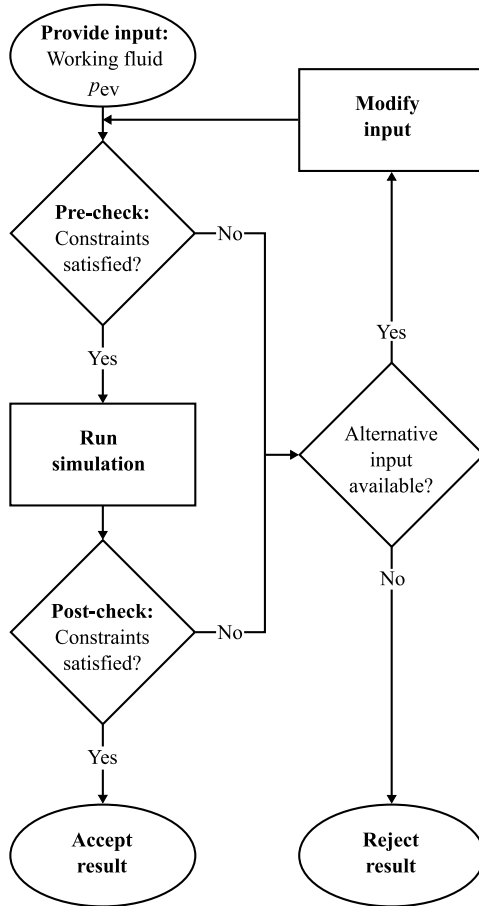 Provide input:
Working fluid
pev
Modify
input
Pre-check:
Constraints
satisfied?
No
Yes
Yes
Run
simulation
Alternative
input
available?
No
Post-check:
Constraints
satisfied?
No
Yes
Accept
result
Reject
result